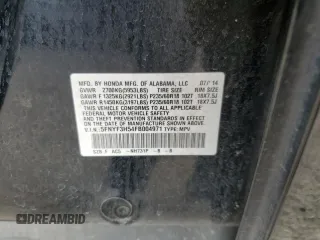 MFD. BY HONDA MFG. OF ALABAMA, LLC 07/14
GVWR 2700KG(5953LBS) TIRE SIZE RIM SIZE
GAWR F 1325KG(2921LBS) P235/60R18 102T 18X7.5J
GAWR R 1450KG(3197LBS) P235/60R18 102T 18X7.5J
THIS VEHICLE CONFORMS TO ALL APPLICABLE
FEDERAL MOTOR VEHICLE SAFETY AND
THEFT PREVENTION STANDARDS IN EFFECT ON
THE DATE OF MANUFACTURE SHOWN ABOVE.
V.I.N.:5FNYF3H54FB004971 TYPE:MPV
SZB F AC5 -NH731P -B -B